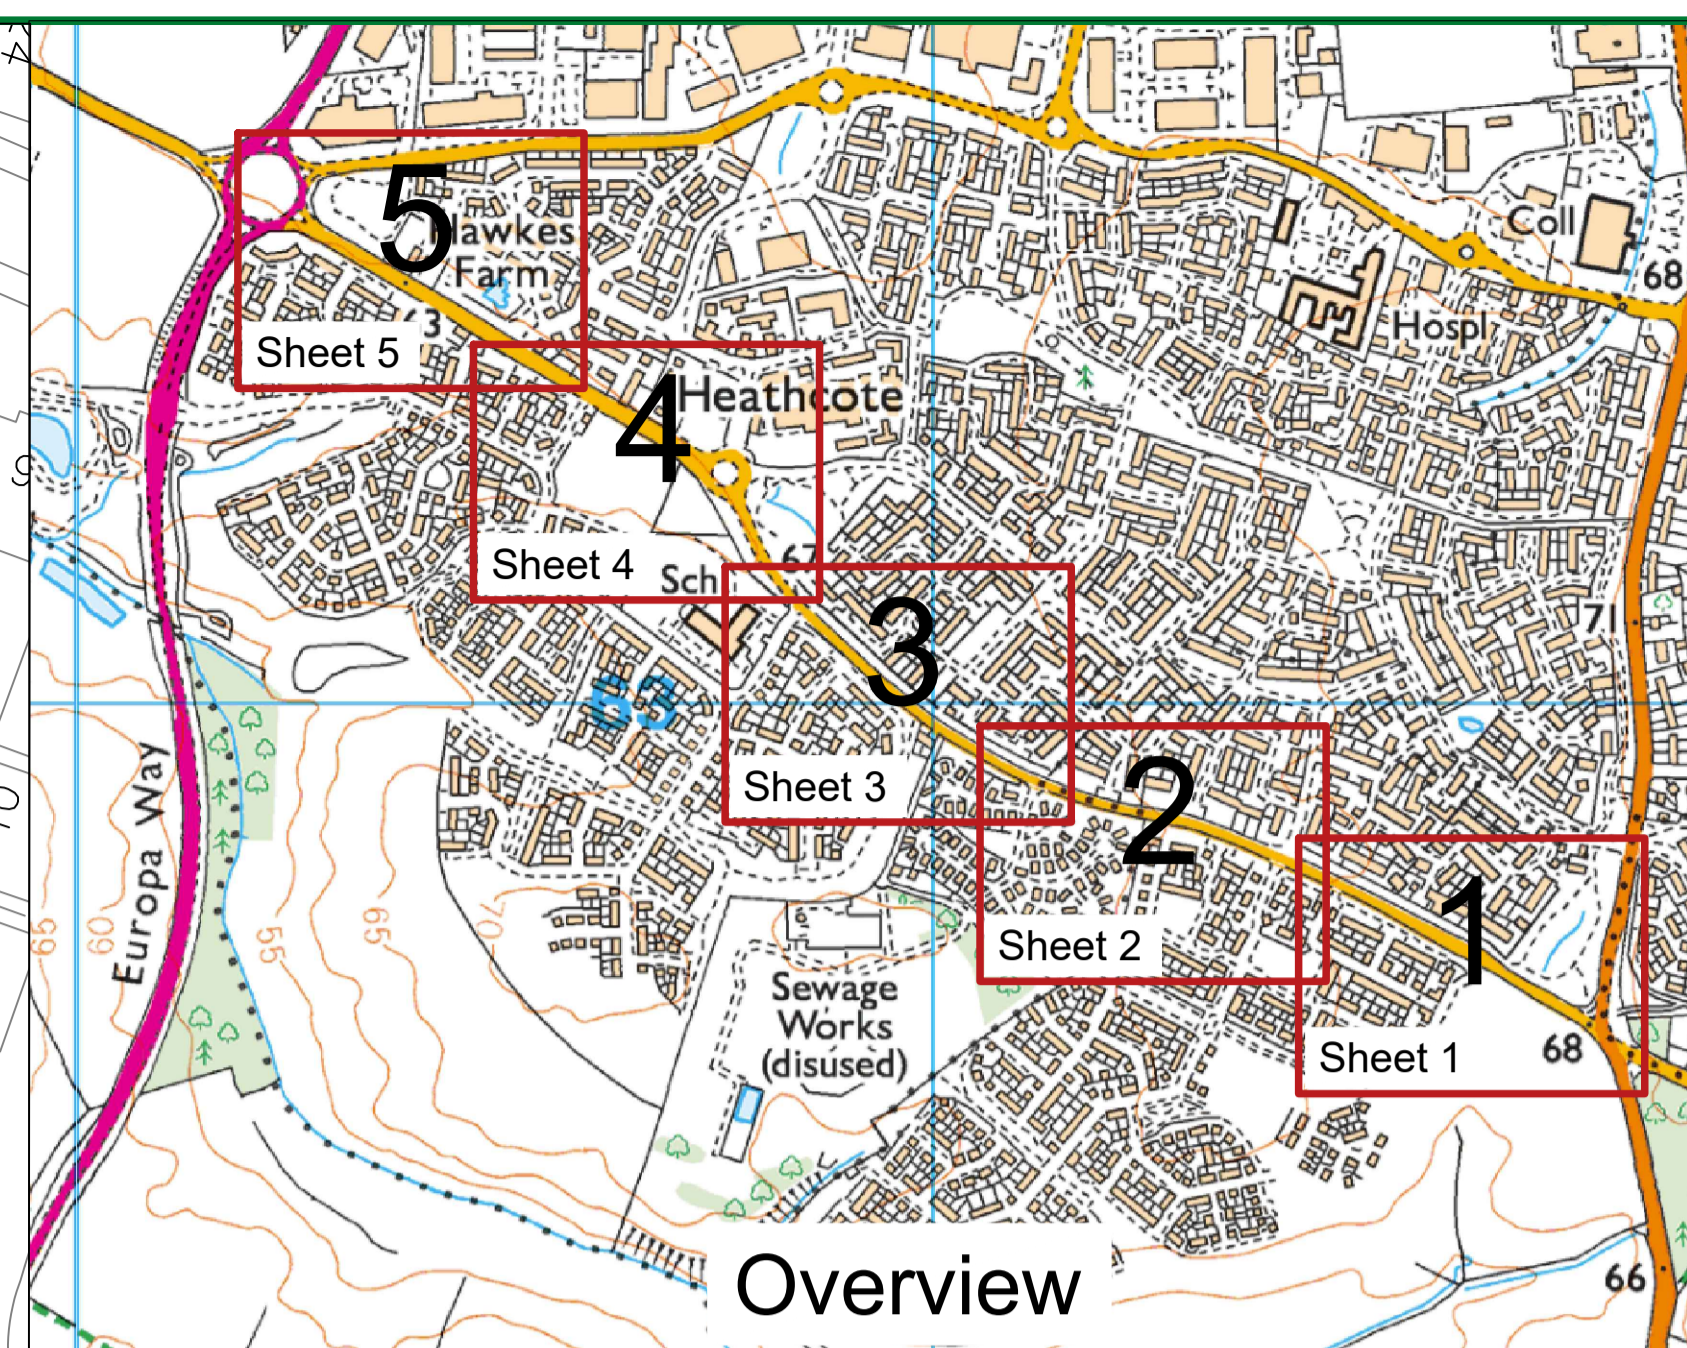 5
Hawkes
Farm
63
Sheet 5
Coll
68
Hospl
4
Heathcote
Sheet 4
67
Sch
3
71
63
Sheet 3
2
Sheet 2
1
Sheet 1
68
Europa Way
60
55
65
70
Sewage
Works
(disused)
66
Overview